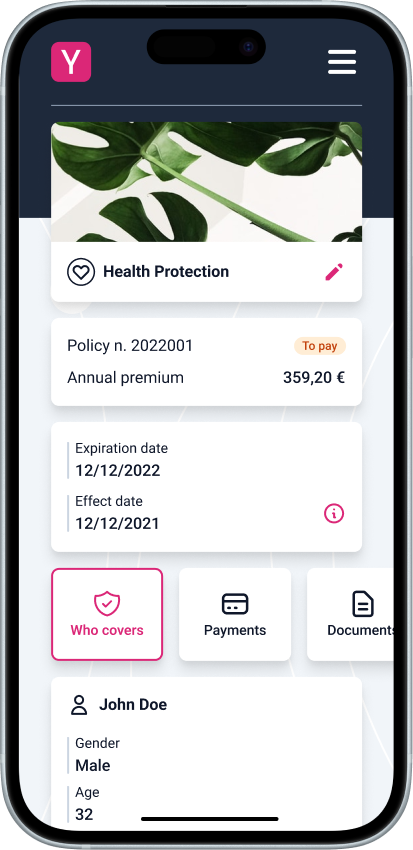 Y
Health Protection
Policy n. 2022001 To pay
Annual premium 359,20 €
Expiration date
12/12/2022
Effect date
12/12/2021
Who covers Payments Documents
John Doe
Gender
Male
Age
32